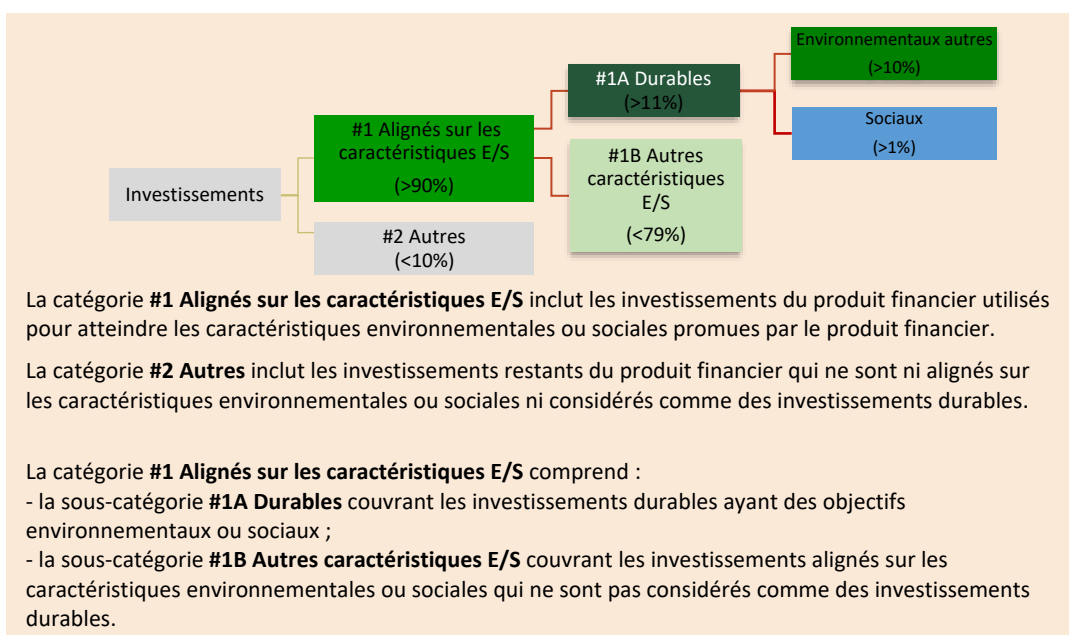 Environnementaux autres
(>10%)
#1A Durables
(>11%)
Sociaux
(>1%)
#1 Alignés sur les
caractéristiques E/S
(>90%)
#1B Autres
caractéristiques
E/S
(<79%)
Investissements
#2 Autres
(<10%)
La catégorie #1 Alignés sur les caractéristiques E/S inclut les investissements du produit financier utilisés
pour atteindre les caractéristiques environnementales ou sociales promues par le produit financier.
La catégorie #2 Autres inclut les investissements restants du produit financier qui ne sont ni alignés sur
les caractéristiques environnementales ou sociales ni considérés comme des investissements durables.
La catégorie #1 Alignés sur les caractéristiques E/S comprend :
- la sous-catégorie #1A Durables couvrant les investissements durables ayant des objectifs
environnementaux ou sociaux ;
- la sous-catégorie #1B Autres caractéristiques E/S couvrant les investissements alignés sur les
caractéristiques environnementales ou sociales qui ne sont pas considérés comme des investissements
durables.